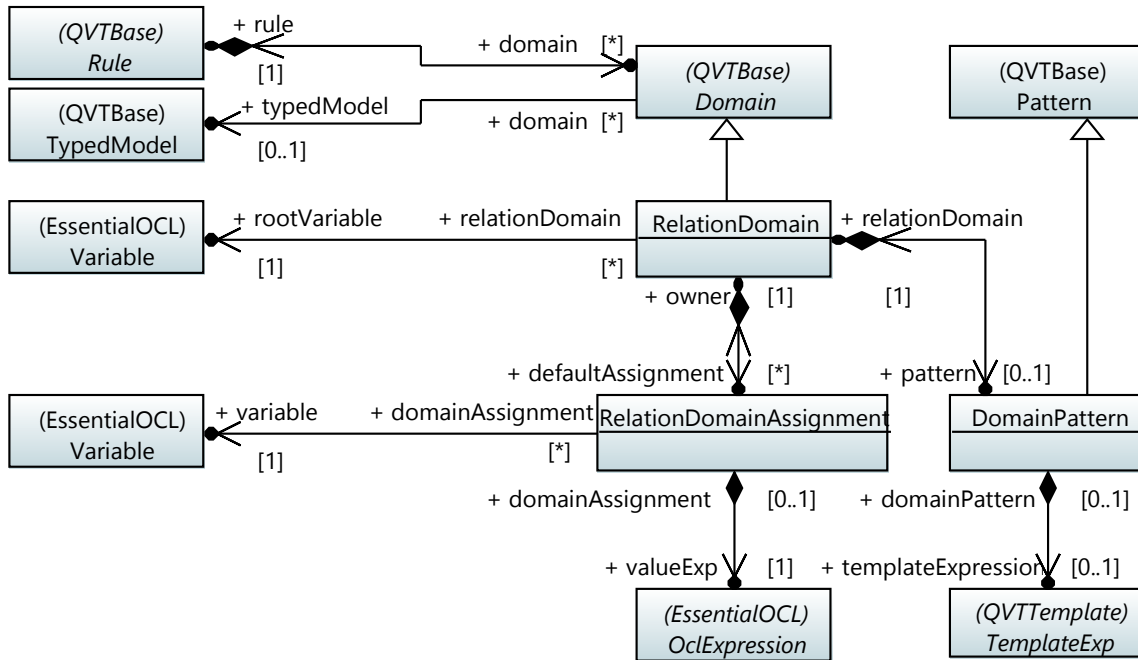 (QVTBase)
Rule
+ rule
[1]
+ domain
[*]
(QVTBase)
Domain
(QVTBase)
Pattern
(QVTBase)
TypedModel
+ typedModel
[0..1]
+ domain
[*]
(EssentialOCL)
Variable
+ rootVariable
[1]
+ relationDomain
[*]
RelationDomain
+ relationDomain
[1]
+ owner
[1]
+ defaultAssignment
[*]
+ pattern
[0..1]
(EssentialOCL)
Variable
+ variable
[1]
+ domainAssignment
[*]
RelationDomainAssignment
DomainPattern
+ domainAssignment
[0..1]
+ domainPattern
[0..1]
+ valueExp
[1]
+ templateExpression
[0..1]
(EssentialOCL)
OclExpression
(QVTTemplate)
TemplateExp